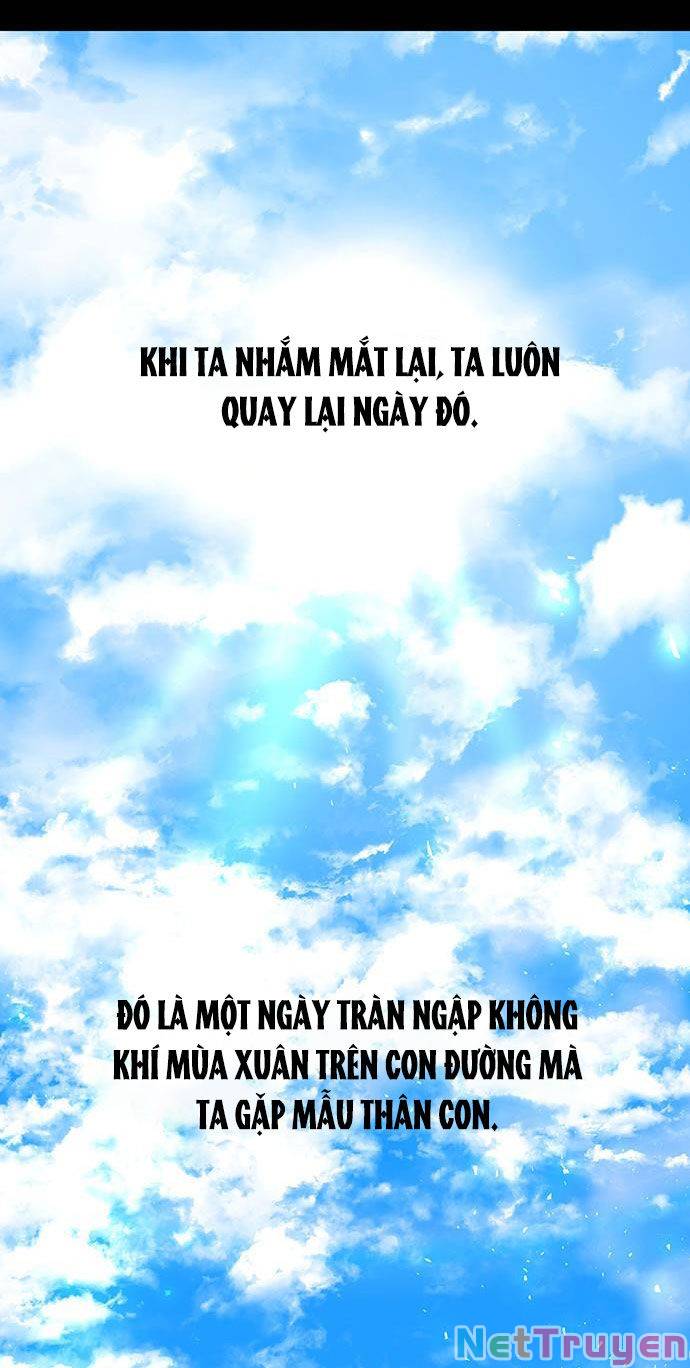 KHI TA NHẮM MẮT LẠI, TA LUÔN
QUAY LẠI NGÀY ĐÓ.
ĐÓ LÀ MỘT NGÀY TRÀN NGẬP KHÔNG
KHÍ MÙA XUÂN TRÊN CON ĐƯỜNG MÀ
TA GẶP MẪU THÂN CON.
NetTruyen